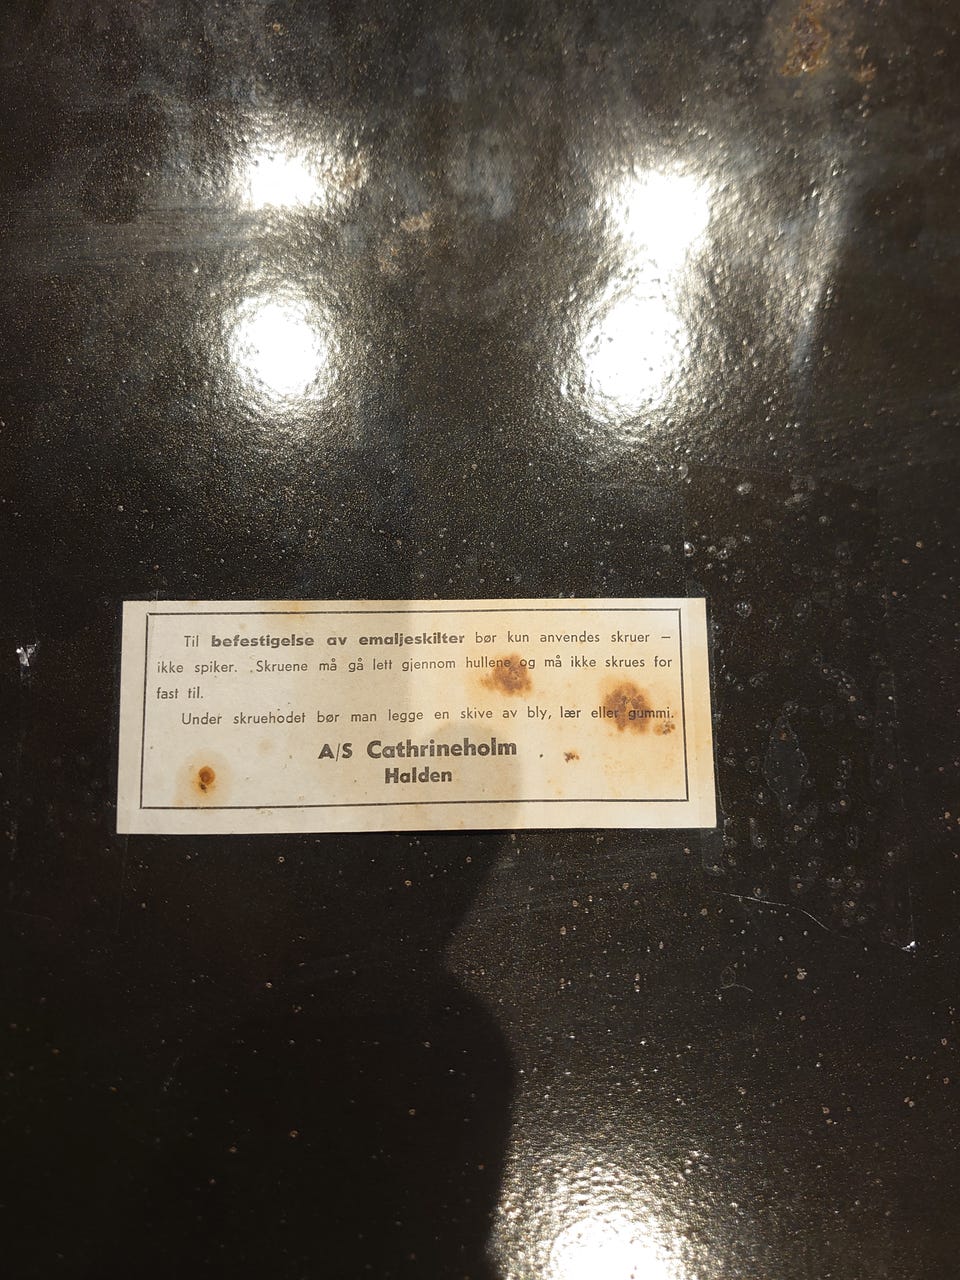 Til befestigelse av emaljeskilter bør kun anvendes skruer –
ikke spiker. Skruene må gå lett gjennom hullene og må ikke skrues for
fast til.
Under skruehodet bør man legge en skive av bly, lær eller gummi.
A/S Cathrineholm
Halden